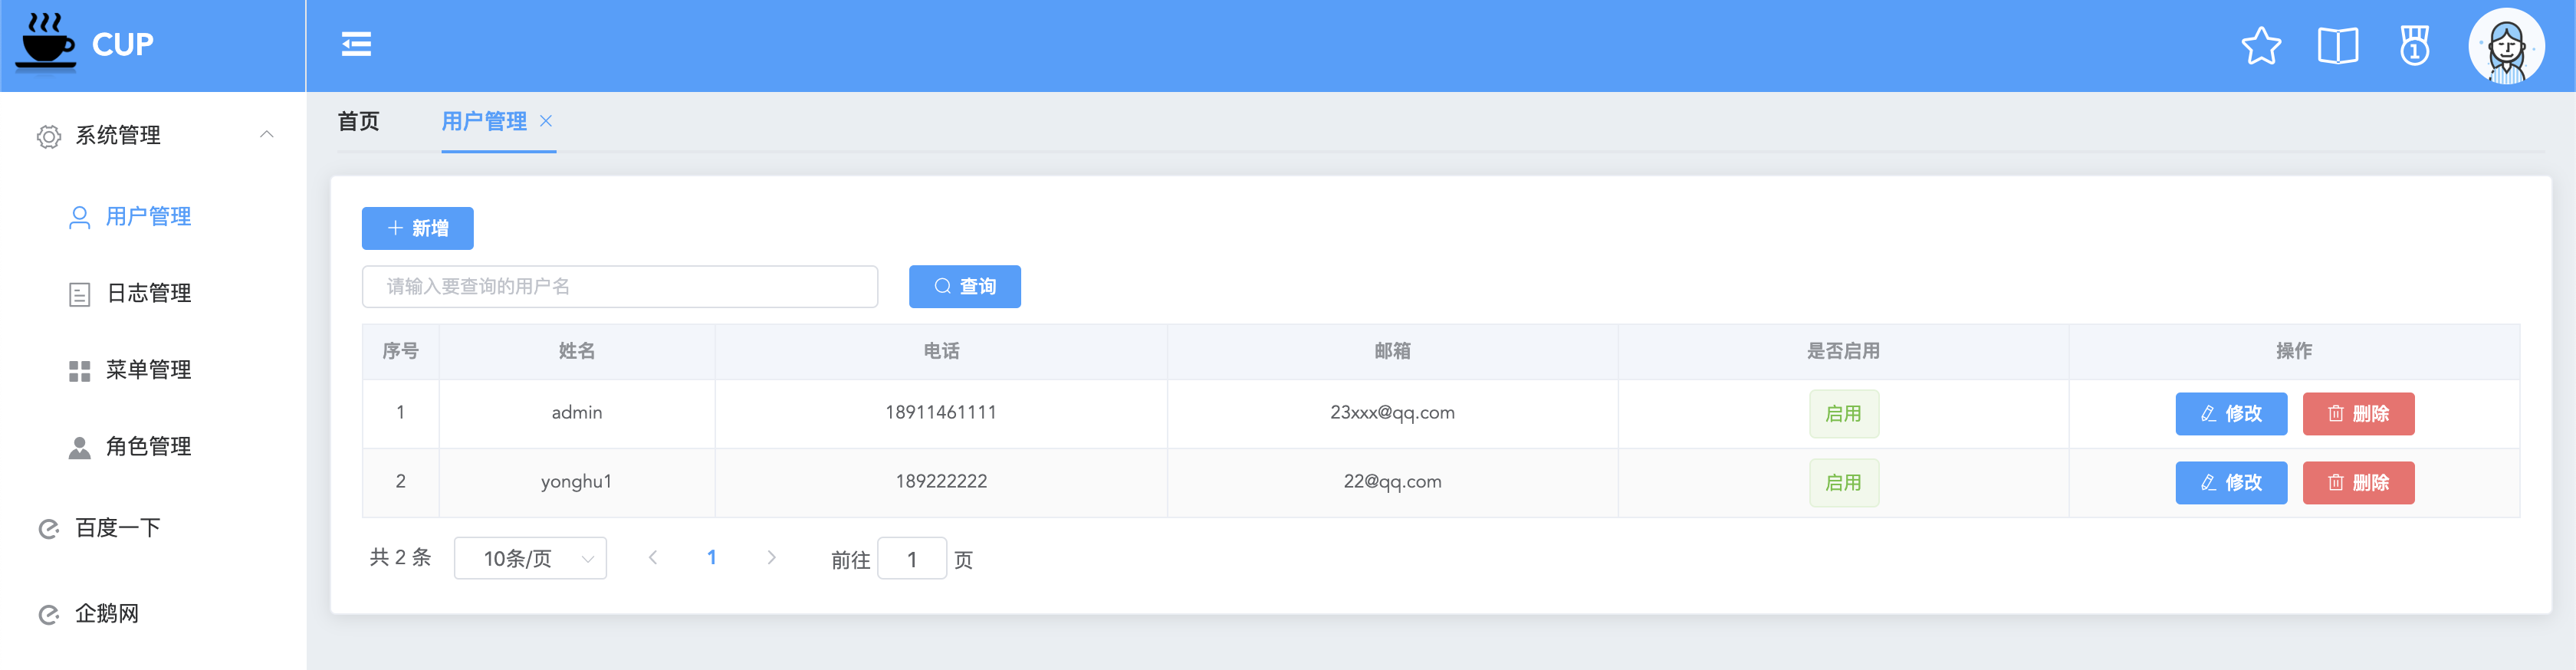 CUP
1
系统管理
用户管理
日志管理
菜单管理
角色管理
百度一下
企鹅网
首页 用户管理
新增
请输入要查询的用户名 查询
序号 姓名 电话 邮箱 是否启用 操作
1 admin 18911461111 23xxx@qq.com 启用 修改 删除
2 yonghu1 189222222 22@qq.com 启用 修改 删除
共 2 条 10条/页 1 前往 1 页